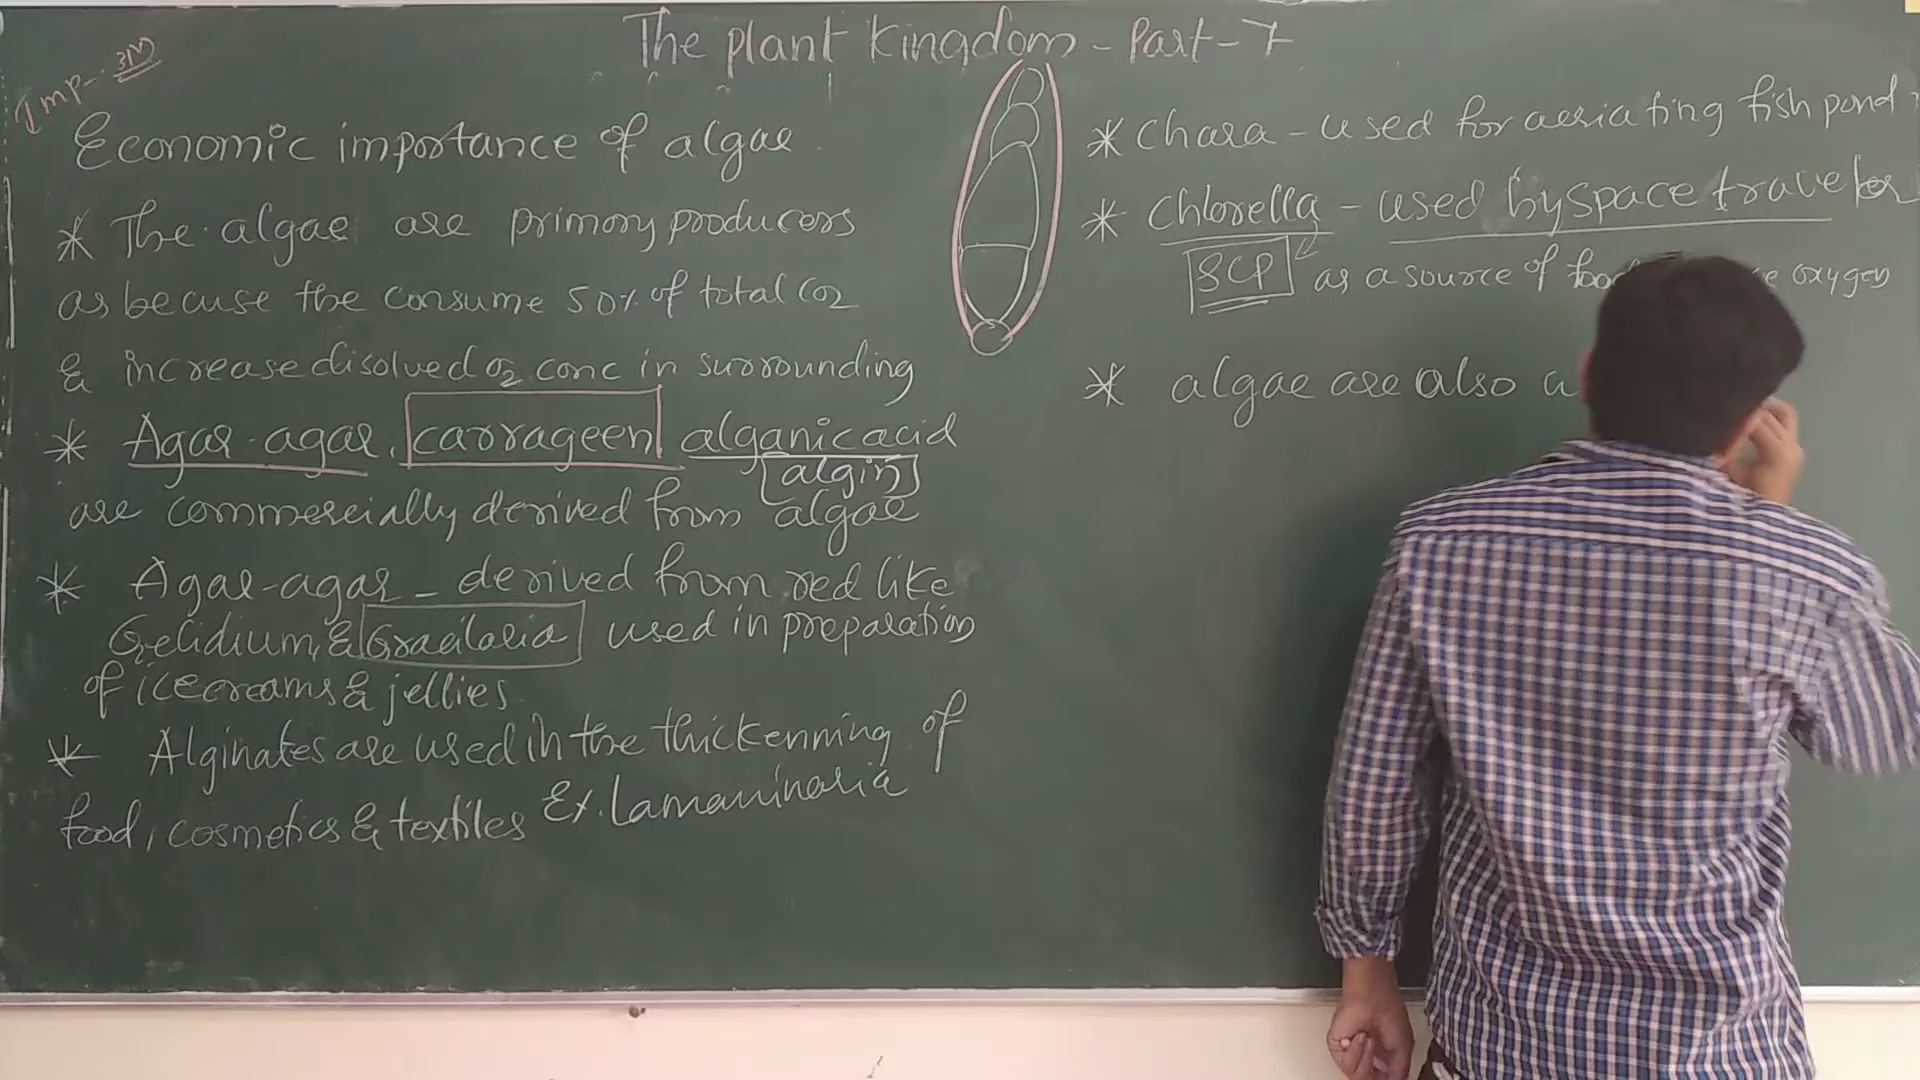 The plant kingdom - Part - 7
Imp - 3M
Economic importance of algae
* The algae are primary producers
as becuse the consume 50% of total CO2
& increase disolved O2 conc in surrounding
* Agar-agar, carrageen alganic acid
algin
are commercially derived from algae
* Agar-agar - derived from red like
Gelidium, & Gracilaria used in preparation
of icecreams & jellies
* Alginates are used in the thickenning of
food, cosmetics & textiles Ex. Lamaninaria
* Chara - used for aeriating fish pond
* Chlorella - used by space traveler
SCP as a source of oxygen
* algae are also